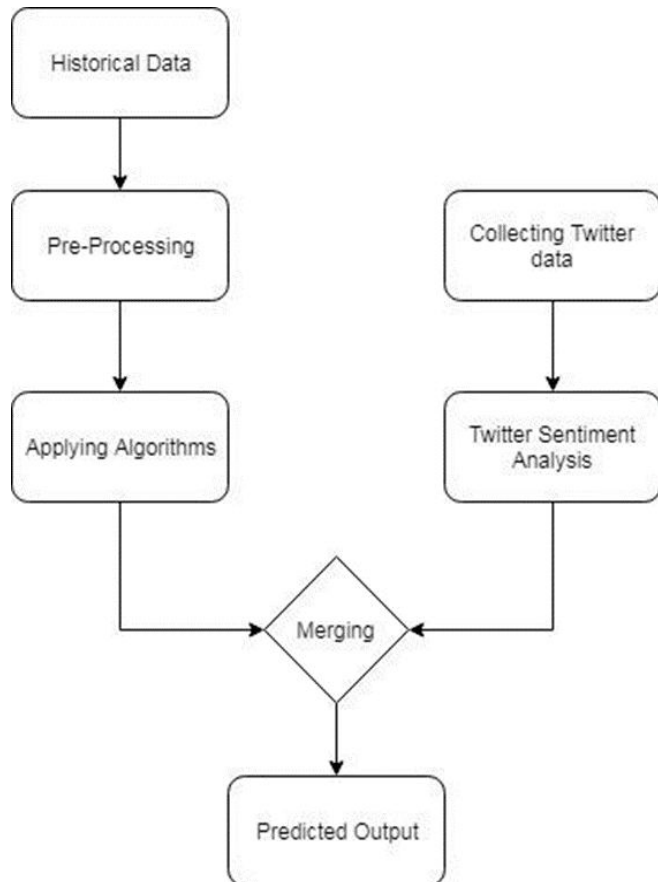 Historical Data
Pre-Processing
Collecting Twitter
data
Applying Algorithms
Twitter Sentiment
Analysis
Merging
Predicted Output